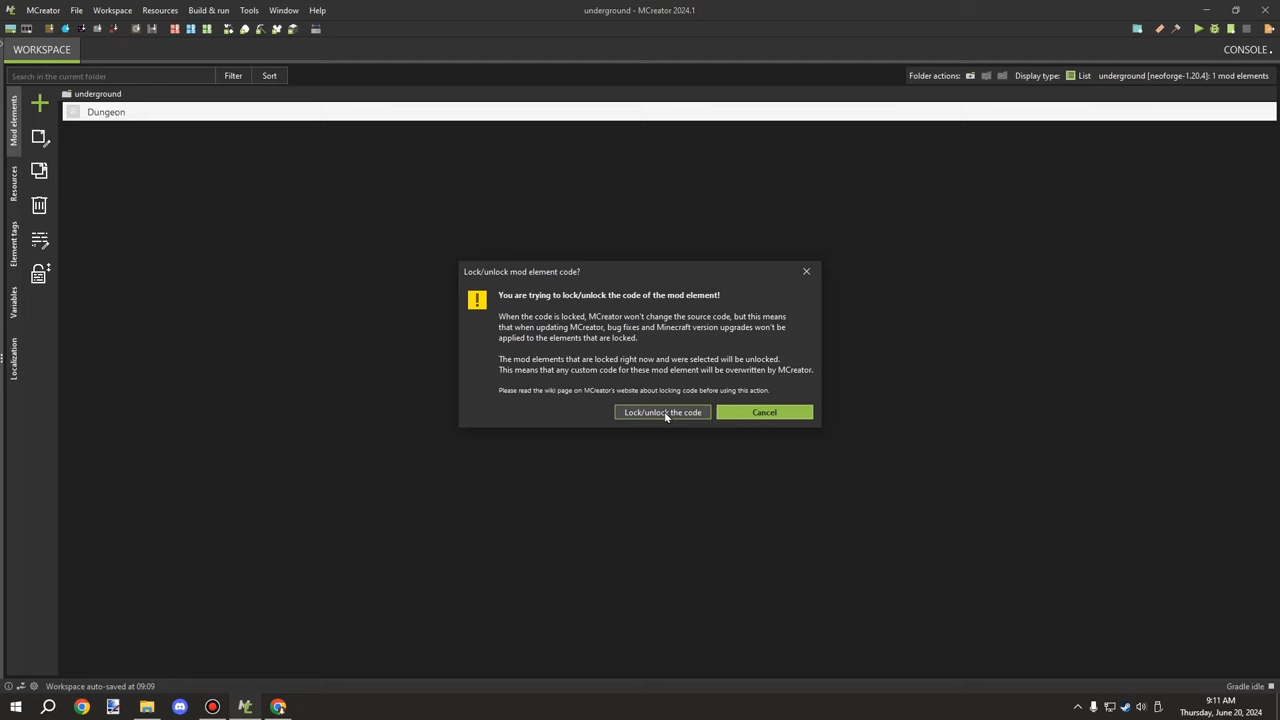 MCreator File Workspace Resources Build & run Tools Window Help
underground - MCreator 2024.1
WORKSPACE
CONSOLE
Search in the current folder
Filter
Sort
Folder actions:
Display type: List
underground [neoforge-1.20.4]: 1 mod elements
Mod elements
Resources
Element tags
Variables
Localization
underground
Dungeon
Lock/unlock mod element code?
You are trying to lock/unlock the code of the mod element!
When the code is locked, MCreator won't change the source code, but this means
that when updating MCreator, bug fixes and Minecraft version upgrades won't be
applied to the elements that are locked.
The mod elements that are locked right now and were selected will be unlocked.
This means that any custom code for these mod element will be overwritten by MCreator.
Please read the wiki page on MCreator's website about locking code before using this action.
Lock/unlock the code
Cancel
Workspace auto-saved at 09:09
Gradle idle
9:11 AM
Thursday, June 20, 2024